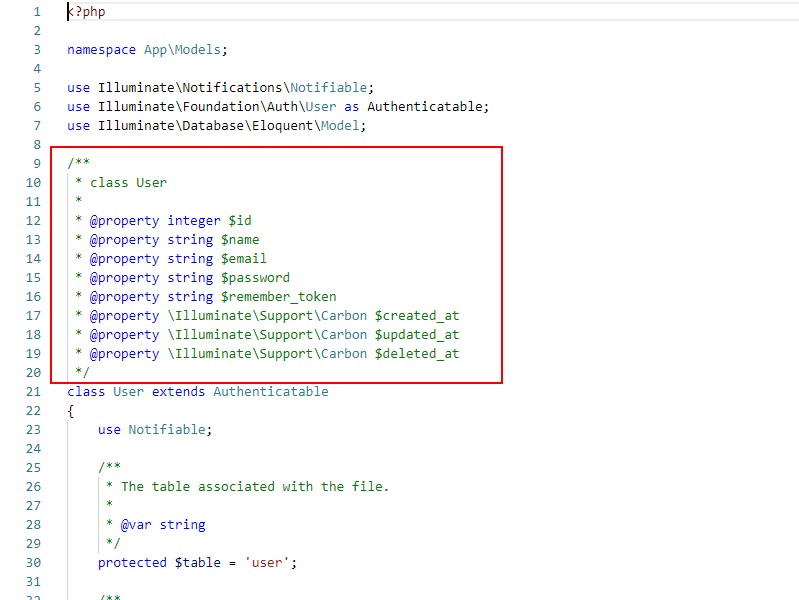 1 <?php
2
3 namespace App\Models;
4
5 use Illuminate\Notifications\Notifiable;
6 use Illuminate\Foundation\Auth\User as Authenticatable;
7 use Illuminate\Database\Eloquent\Model;
8
9 /**
10 * class User
11 *
12 * @property integer $id
13 * @property string $name
14 * @property string $email
15 * @property string $password
16 * @property string $remember_token
17 * @property \Illuminate\Support\Carbon $created_at
18 * @property \Illuminate\Support\Carbon $updated_at
19 * @property \Illuminate\Support\Carbon $deleted_at
20 */
21 class User extends Authenticatable
22 {
23 use Notifiable;
24
25 /**
26 * The table associated with the file.
27 *
28 * @var string
29 */
30 protected $table = 'user';
31
32 /**